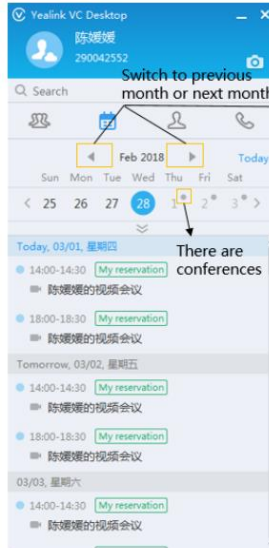 Yealink VC Desktop
陈媛媛
290042552
Switch to previous
month or next month
Search
Feb 2018
Today
Sun Mon Tue Wed Thu Fri Sat
25 26 27 28 1 2 3
Today, 03/01, 星期四
There are
conferences
14:00-14:30 My reservation
陈媛媛的视频会议
18:00-18:30 My reservation
陈媛媛的视频会议
Tomorrow, 03/02, 星期五
14:00-14:30 My reservation
陈媛媛的视频会议
18:00-18:30 My reservation
陈媛媛的视频会议
03/03, 星期六
14:00-14:30 My reservation
陈媛媛的视频会议
18:00-18:30 My reservation